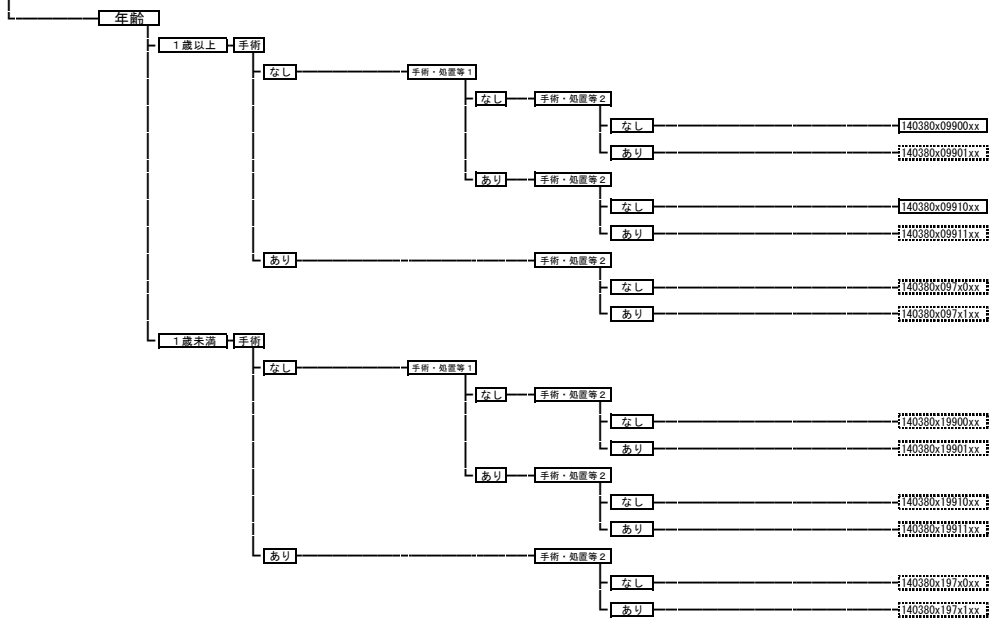 年齢
1歳以上 手術
なし 手術・処置等1
なし 手術・処置等2
なし 140380x09900xx
あり 140380x09901xx
あり 手術・処置等2
なし 140380x09910xx
あり 140380x09911xx
あり 手術・処置等2
なし 140380x097x0xx
あり 140380x097x1xx
1歳未満 手術
なし 手術・処置等1
なし 手術・処置等2
なし 140380x19900xx
あり 140380x19901xx
あり 手術・処置等2
なし 140380x19910xx
あり 140380x19911xx
あり 手術・処置等2
なし 140380x197x0xx
あり 140380x197x1xx